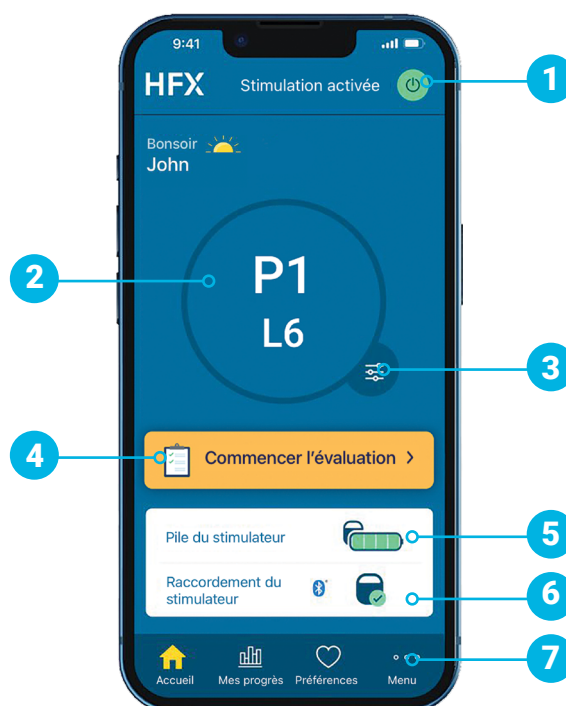 9:41
HFX
Stimulation activée
1
Bonsoir
John
2
P1
L6
3
4
Commencer l'évaluation >
Pile du stimulateur
5
Raccordement du
stimulateur
6
Accueil
Mes progrès
Préférences
Menu
7